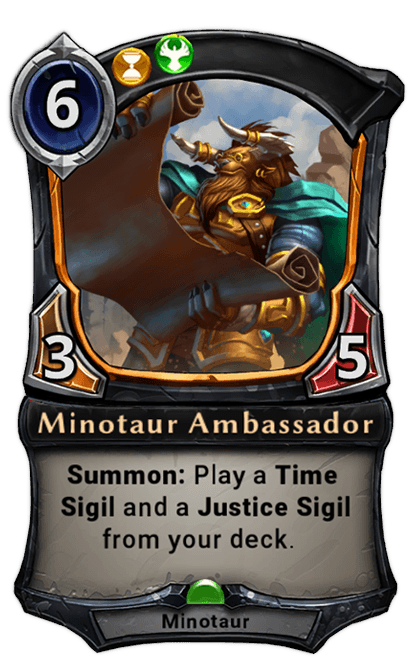 6
3
5
Minotaur Ambassador
Summon: Play a Time
Sigil and a Justice Sigil
from your deck.
Minotaur